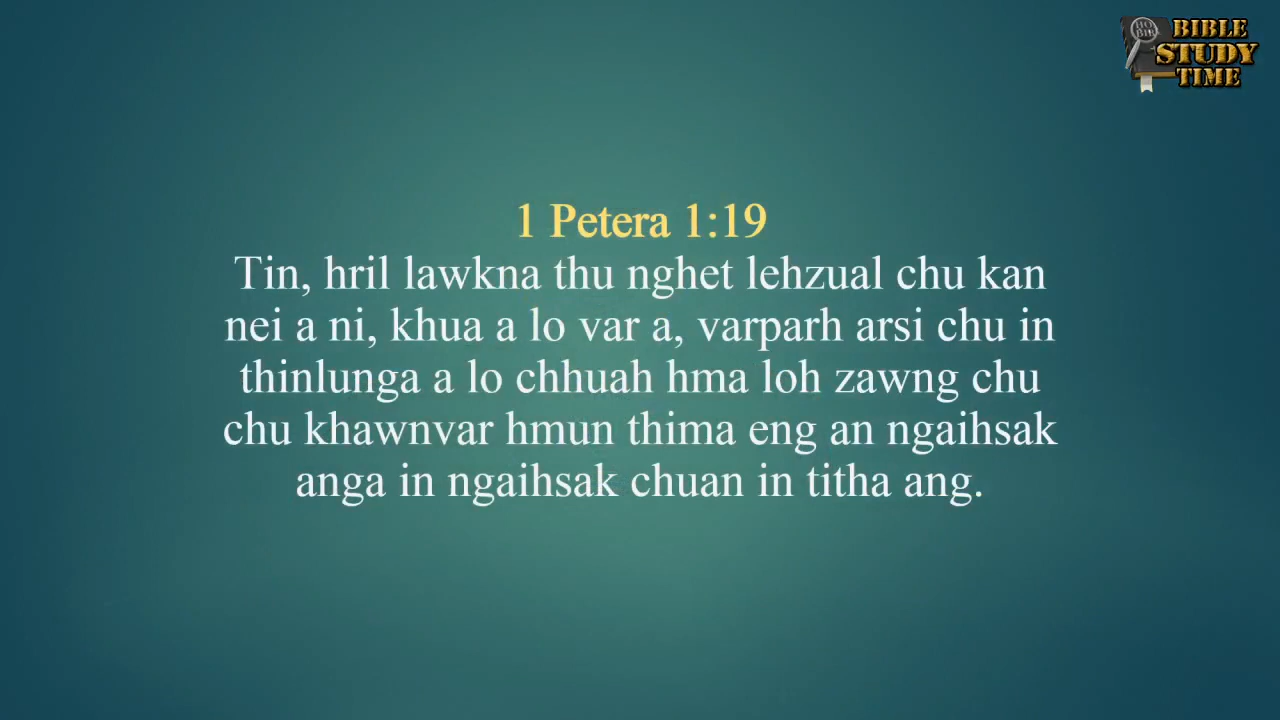 BIBLE
STUDY
TIME
1 Petera 1:19
Tin, hril lawkna thu nghet lehzual chu kan
nei a ni, khua a lo var a, varparh arsi chu in
thinlunga a lo chhuah hma loh zawng chu
chu khawnvar hmun thima eng an ngaihsak
anga in ngaihsak chuan in titha ang.